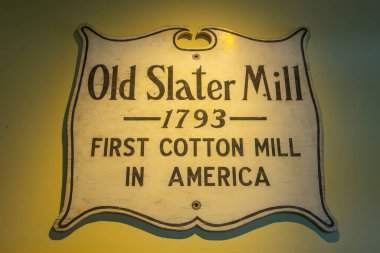 Old Slater Mill
1793
FIRST COTTON MILL
IN AMERICA